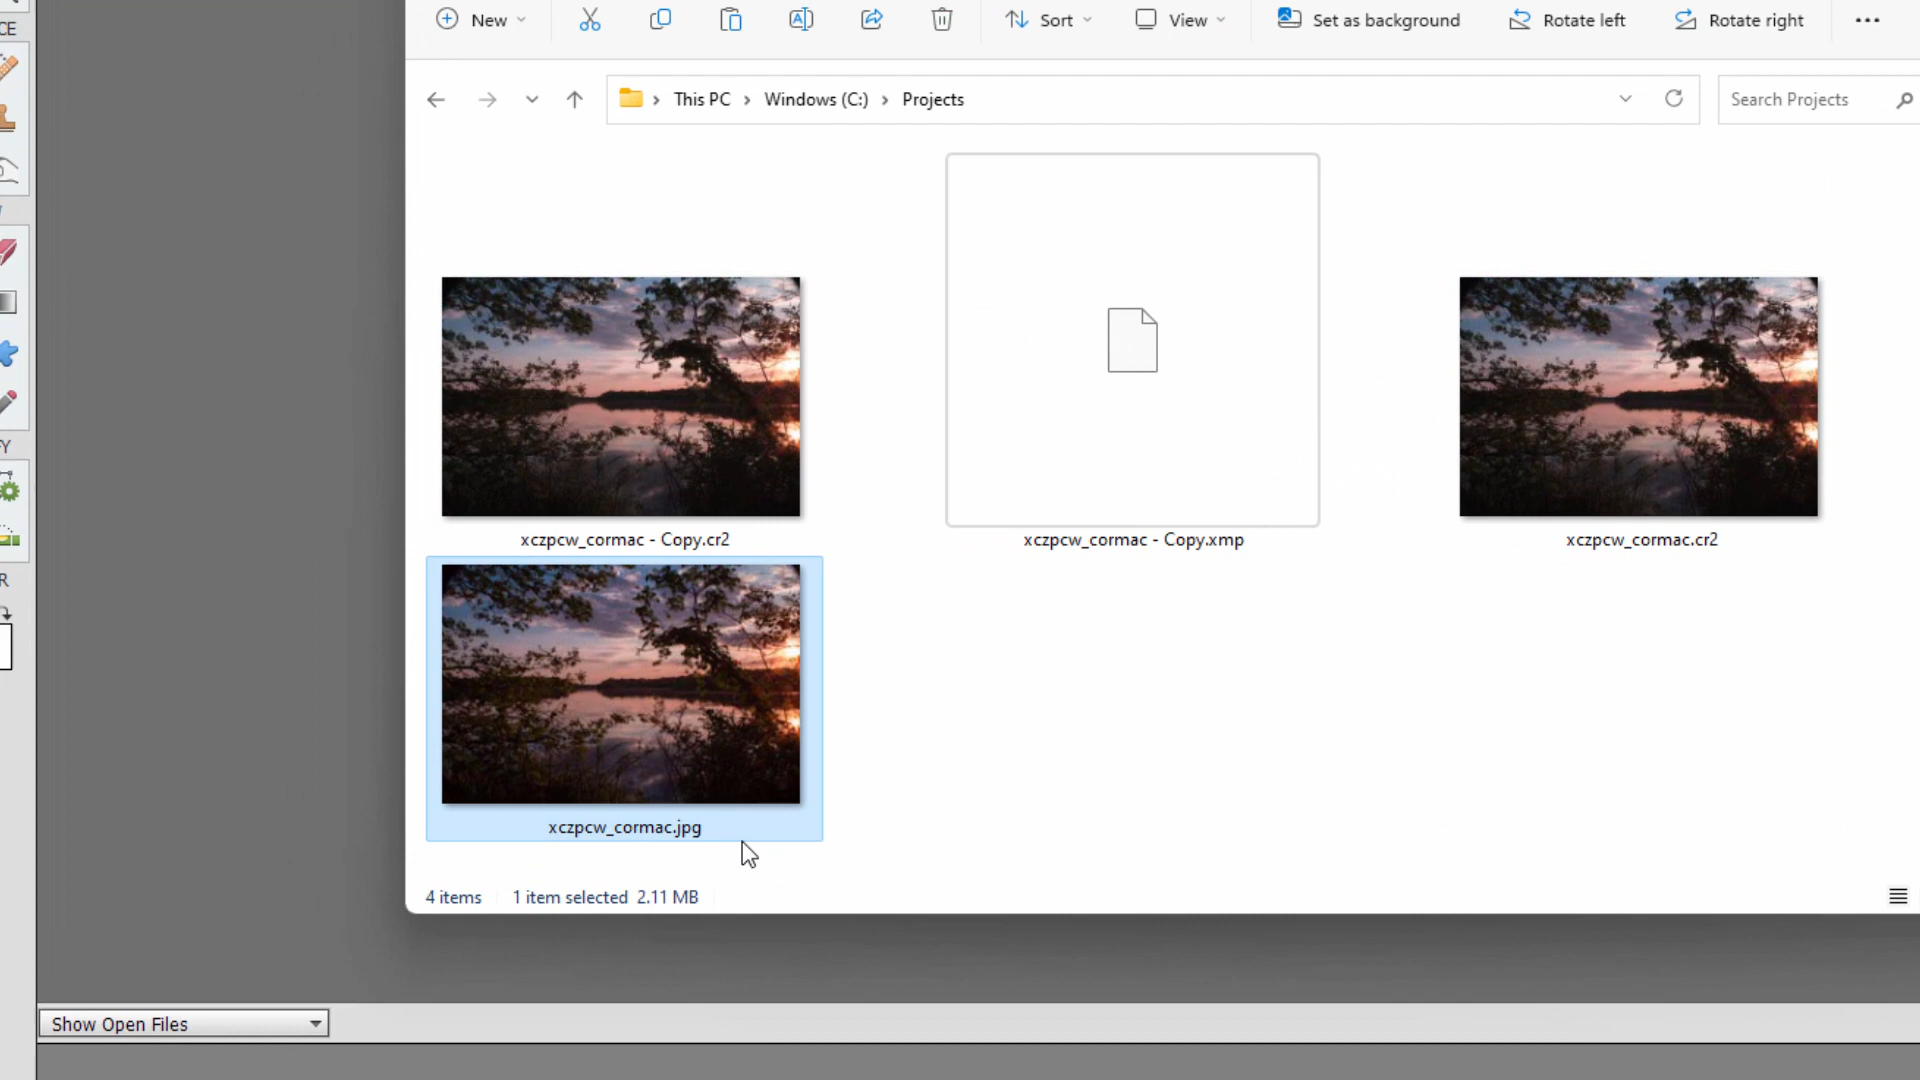 New
Sort
View
Set as background
Rotate left
Rotate right
CE
This PC
Windows (C:)
Projects
Search Projects
xczpcw_cormac - Copy.cr2
xczpcw_cormac - Copy.xmp
xczpcw_cormac.cr2
R
xczpcw_cormac.jpg
4 items
1 item selected 2.11 MB
Show Open Files